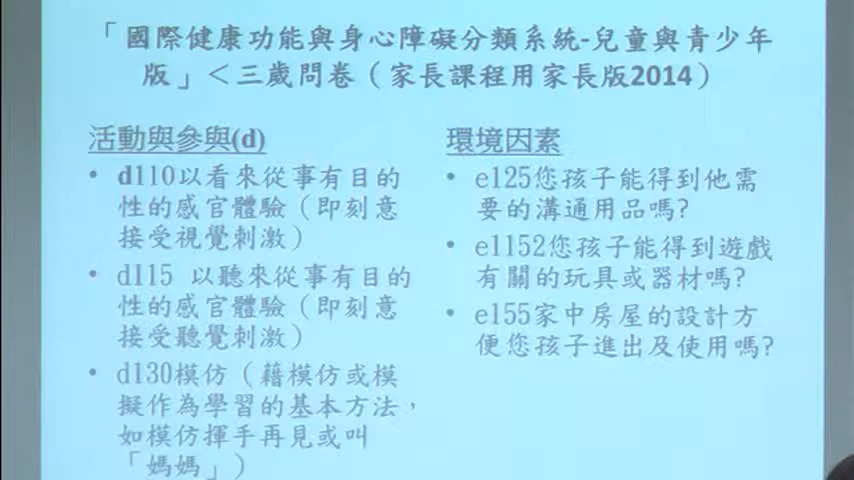 「國際健康功能與身心障礙分類系統-兒童與青少年
版」＜三歲問卷（家長課程用家長版2014）
活動與參與(d)
• d110以看來從事有目的
性的感官體驗（即刻意
接受視覺刺激）
• d115 以聽來從事有目的
性的感官體驗（即刻意
接受聽覺刺激）
• d130模仿（藉模仿或模
擬作為學習的基本方法，
如模仿揮手再見或叫
「媽媽」）
環境因素
• e125您孩子能得到他需
要的溝通用品嗎?
• e1152您孩子能得到遊戲
有關的玩具或器材嗎?
• e155家中房屋的設計方
便您孩子進出及使用嗎?